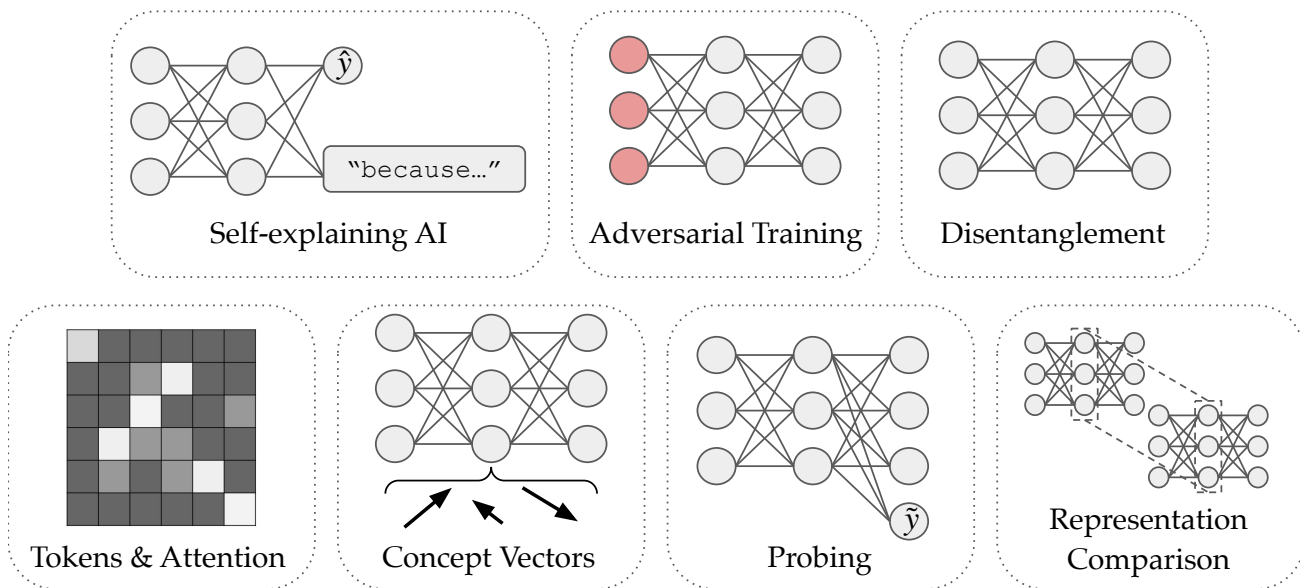 ŷ
“because…”
Self-explaining AI
Adversarial Training
Disentanglement
Tokens & Attention
Concept Vectors
ỹ
Probing
Representation
Comparison